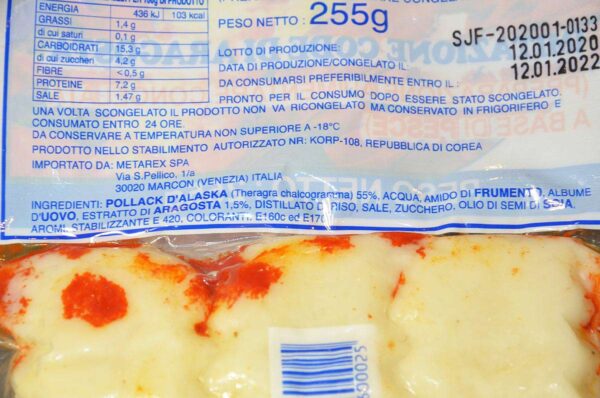 ENERGIA 436 kJ 103 kcal
GRASSI 1,4 g
di cui saturi 0,1 g
CARBOIDRATI 15,3 g
di cui zuccheri 4,2 g
FIBRE <0,5 g
PROTEINE 7,2 g
SALE 1,47 g
PESO NETTO : 255g
LOTTO DI PRODUZIONE: SJF-202001-0133
DATA DI PRODUZIONE/CONGELATO IL: 12.01.2020
DA CONSUMARSI PREFERIBILMENTE ENTRO IL: 12.01.2022
PRONTO PER IL CONSUMO DOPO ESSERE STATO SCONGELATO.
UNA VOLTA SCONGELATO IL PRODOTTO NON VA RICONGELATO MA CONSERVATO IN FRIGORIFERO E
CONSUMATO ENTRO 24 ORE.
DA CONSERVARE A TEMPERATURA NON SUPERIORE A -18°C
PRODOTTO NELLO STABILIMENTO AUTORIZZATO NR: KORP-108, REPUBBLICA DI COREA
IMPORTATO DA: METAREX SPA
Via S.Pellico, 1/a
30020 MARCON (VENEZIA) ITALIA
INGREDIENTI: POLLACK D'ALASKA (Theragra chalcogramma) 55%, ACQUA, AMIDO DI FRUMENTO, ALBUME
D'UOVO, ESTRATTO DI ARAGOSTA 1,5%, DISTILLATO DI RISO, SALE, ZUCCHERO, OLIO DI SEMI DI SOIA,
AROMI, STABILIZZANTE E 420, COLORANTI: E160c ed E170